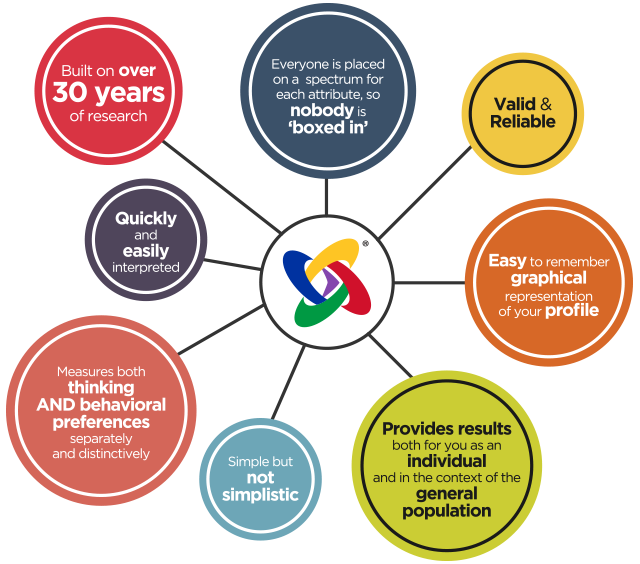 Built on over
30 years
of research
Everyone is placed
on a spectrum for
each attribute, so
nobody is
‘boxed in’
Valid &
Reliable
Quickly
and
easily
interpreted
®
Easy to remember
graphical
representation
of your profile
Measures both
thinking
AND behavioral
preferences
separately
and distinctively
Simple but
not
simplistic
Provides results
both for you as an
individual
and in the context of the
general
population